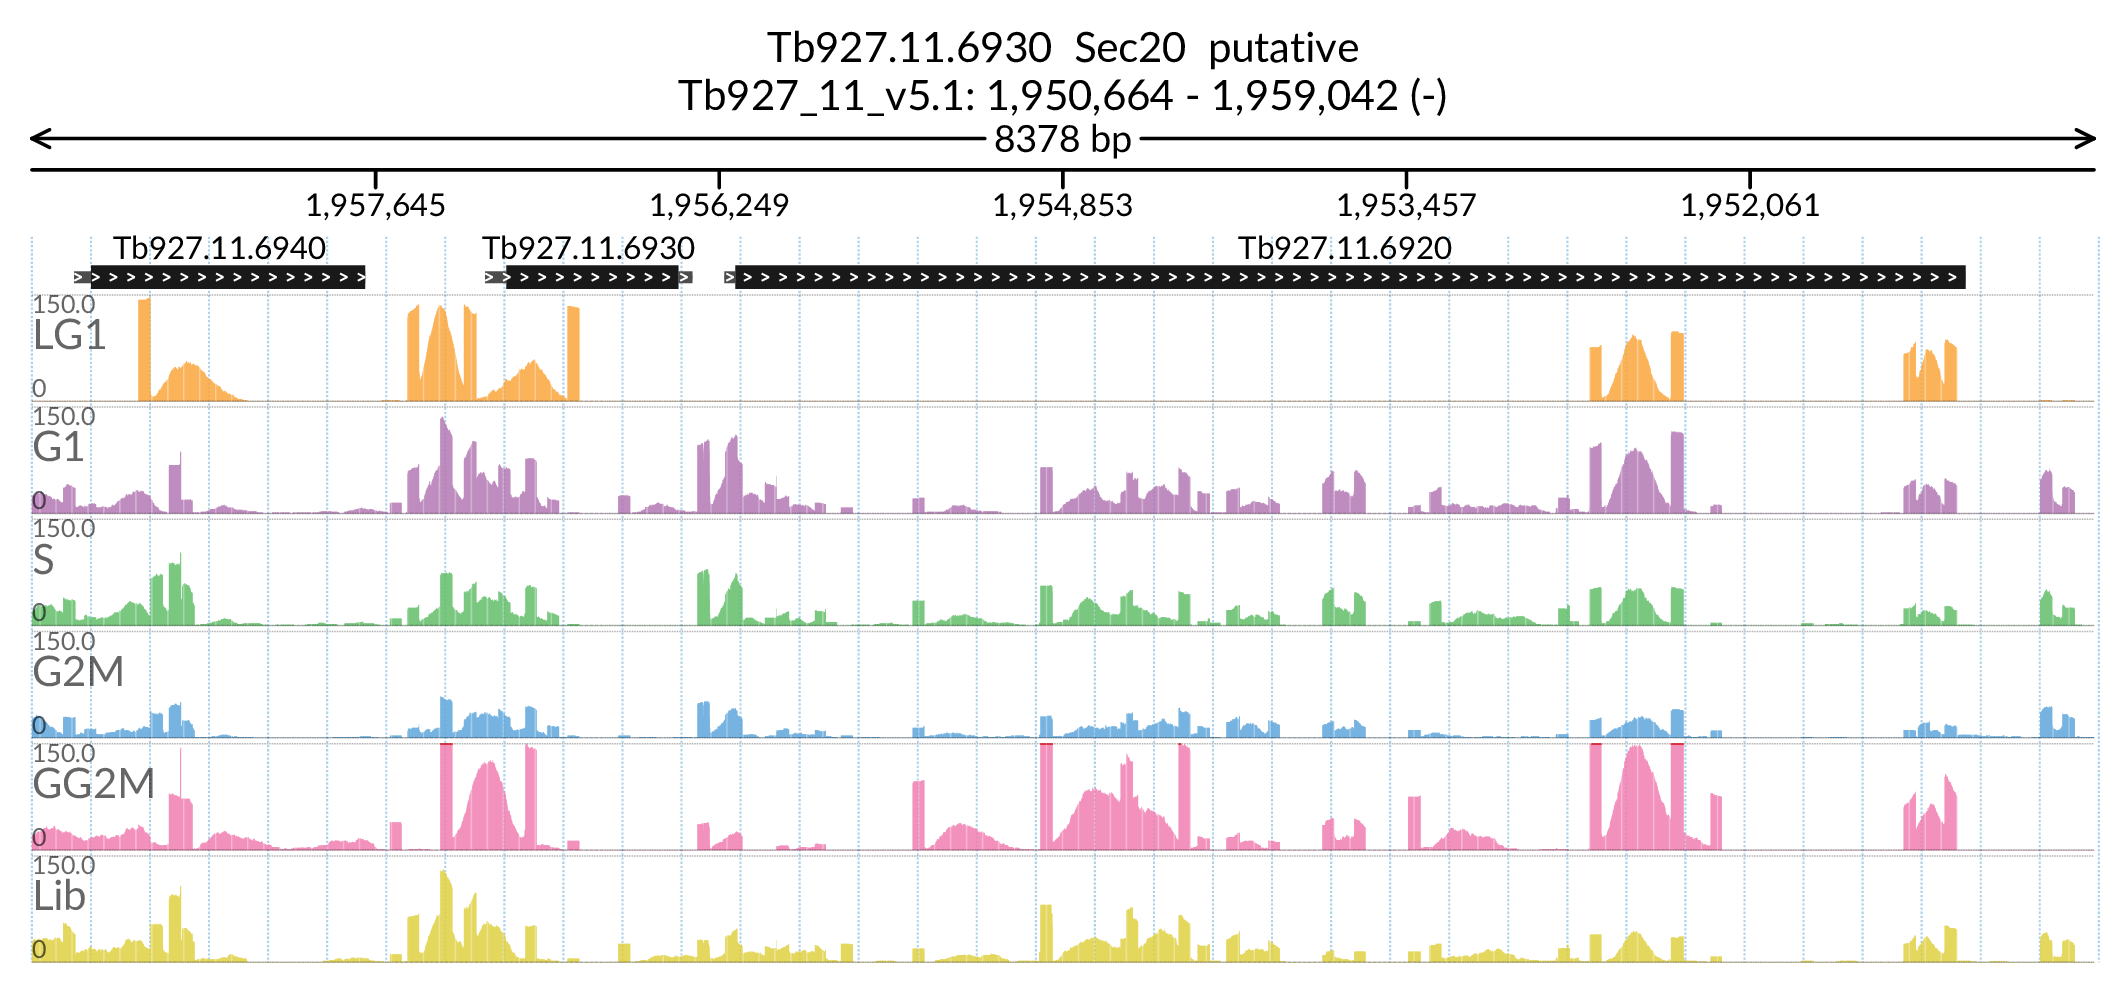 Tb927.11.6930 Sec20 putative
Tb927_11_v5.1: 1,950,664 - 1,959,042 (-)
8378 bp
1,957,645 1,956,249 1,954,853 1,953,457 1,952,061
Tb927.11.6940 Tb927.11.6930 Tb927.11.6920
150.0
LG1
0
150.0
G1
0
150.0
S
0
150.0
G2M
0
150.0
GG2M
0
150.0
Lib
0